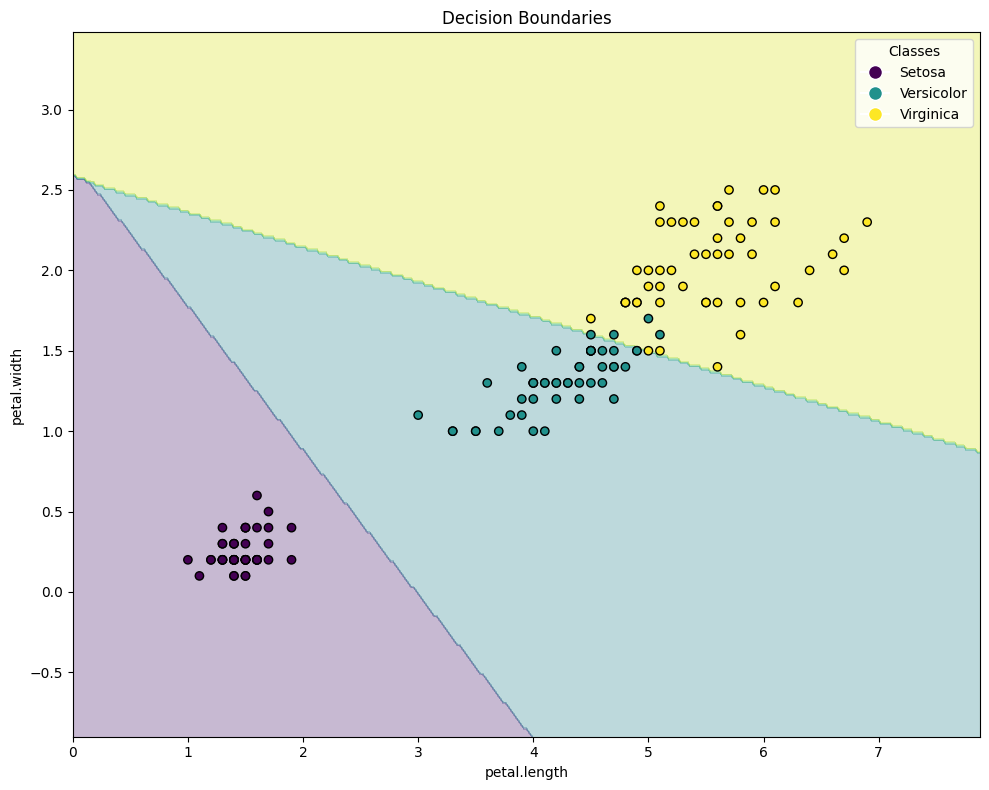 Decision Boundaries
Classes
Setosa
Versicolor
Virginica
petal.width
3.0
2.5
2.0
1.5
1.0
0.5
0.0
−0.5
0
1
2
3
4
5
6
7
petal.length